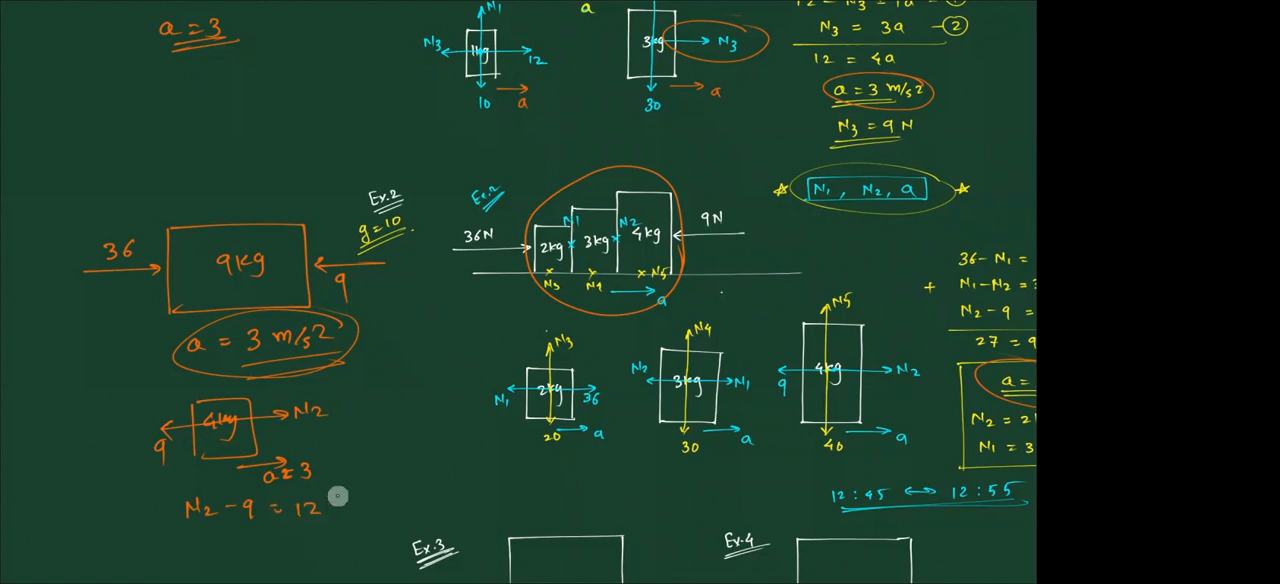 a = 3
N1
N3
1kg
12
10
a
a
3kg
N3
30
a
12 - N3 = 1a
N3 = 3a -②
12 = 4a
a = 3 m/s2
N3 = 9 N
N1, N2, a
Ex.2
g = 10
Ex.2
36N
N1
N2
2kg
3kg
4kg
9N
N3
N4
N5
a
36
9kg
9
a = 3 m/s2
4kg
N2
9
a = 3
N2 - 9 = 12
N3
N1
2kg
36
20
a
N4
N2
3kg
N1
30
a
N5
9
4kg
N2
40
a
36 - N1 =
+ N1 - N2 = 3
N2 - 9 =
27 = 9
a =
N2 = 21
N1 = 3
12:45 ↔ 12:55
Ex.3
Ex.4